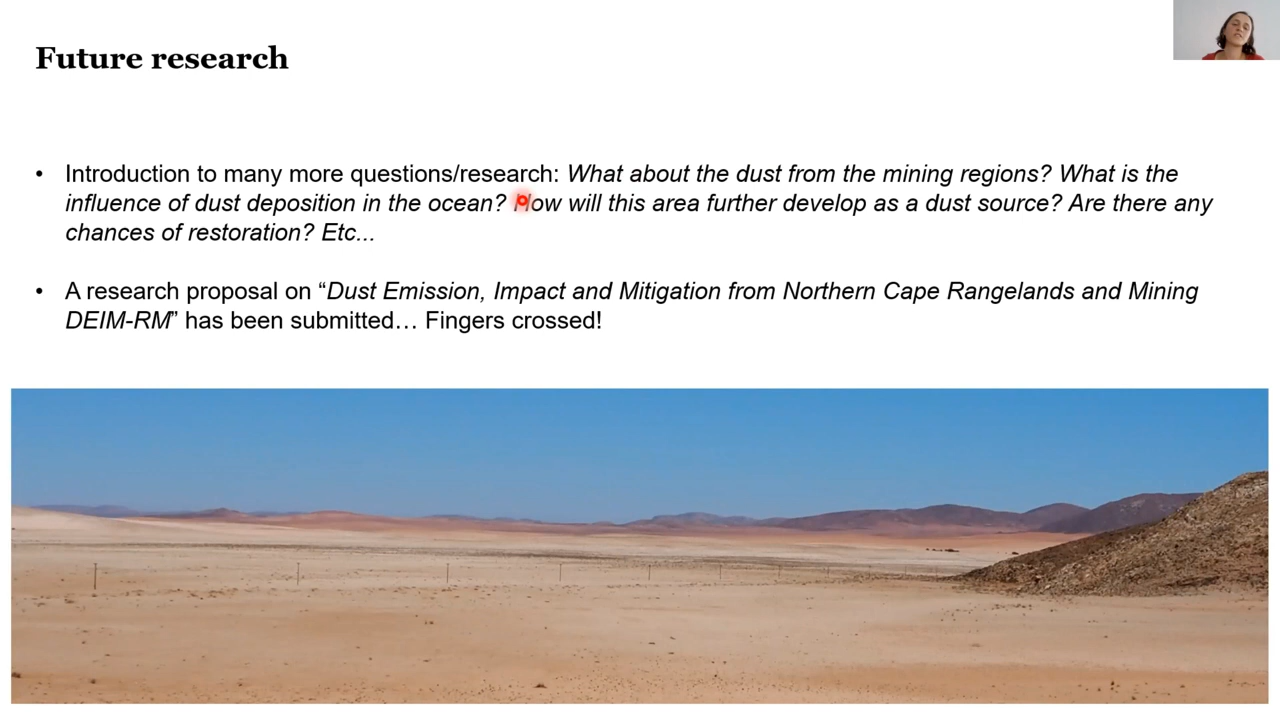 Future research
• Introduction to many more questions/research: What about the dust from the mining regions? What is the
influence of dust deposition in the ocean? How will this area further develop as a dust source? Are there any
chances of restoration? Etc...
• A research proposal on “Dust Emission, Impact and Mitigation from Northern Cape Rangelands and Mining
DEIM-RM” has been submitted… Fingers crossed!